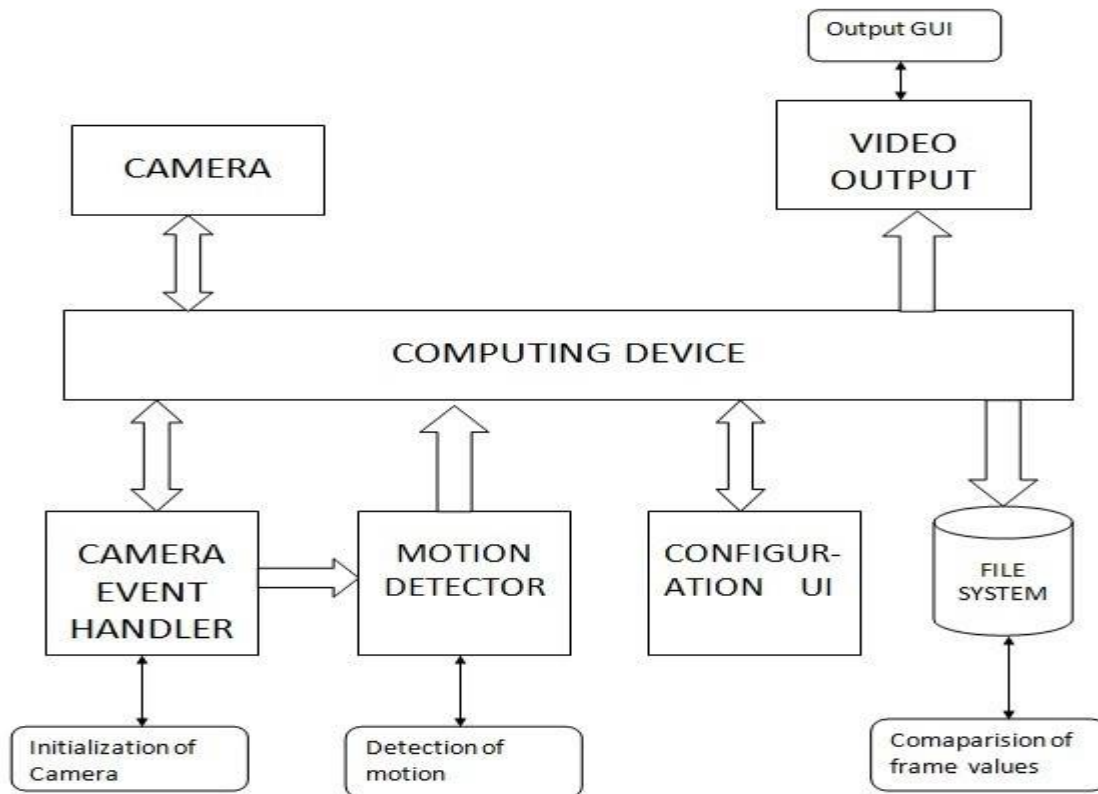 Output GUI
CAMERA
VIDEO
OUTPUT
COMPUTING DEVICE
CAMERA
EVENT
HANDLER
MOTION
DETECTOR
CONFIGUR-
ATION UI
FILE
SYSTEM
Initialization of
Camera
Detection of
motion
Comaparision of
frame values